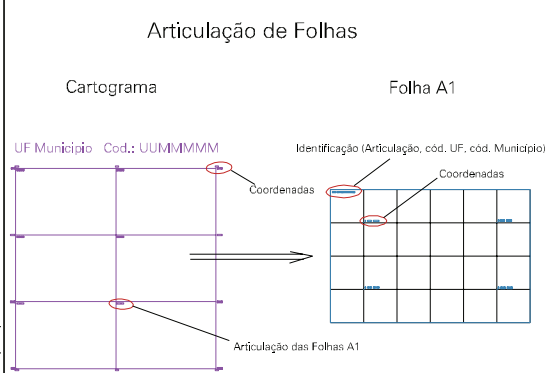 Articulação de Folhas
Cartograma
Folha A1
UF Municipio Cod.: UUMMMMM
Identificação (Articulação, cód. UF, cód. Município)
Coordenadas
Coordenadas
Articulação das Folhas A1